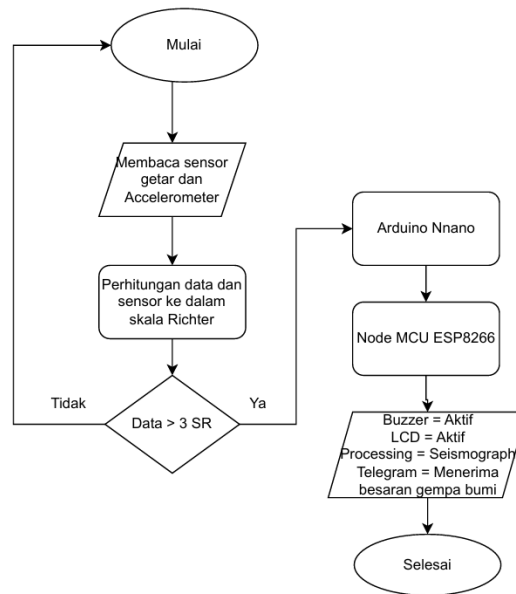 Mulai
Membaca sensor
getar dan
Accelerometer
Perhitungan data dan
sensor ke dalam
skala Richter
Tidak
Data > 3 SR
Ya
Arduino Nnano
Node MCU ESP8266
Buzzer = Aktif
LCD = Aktif
Processing = Seismograph
Telegram = Menerima
besaran gempa bumi
Selesai